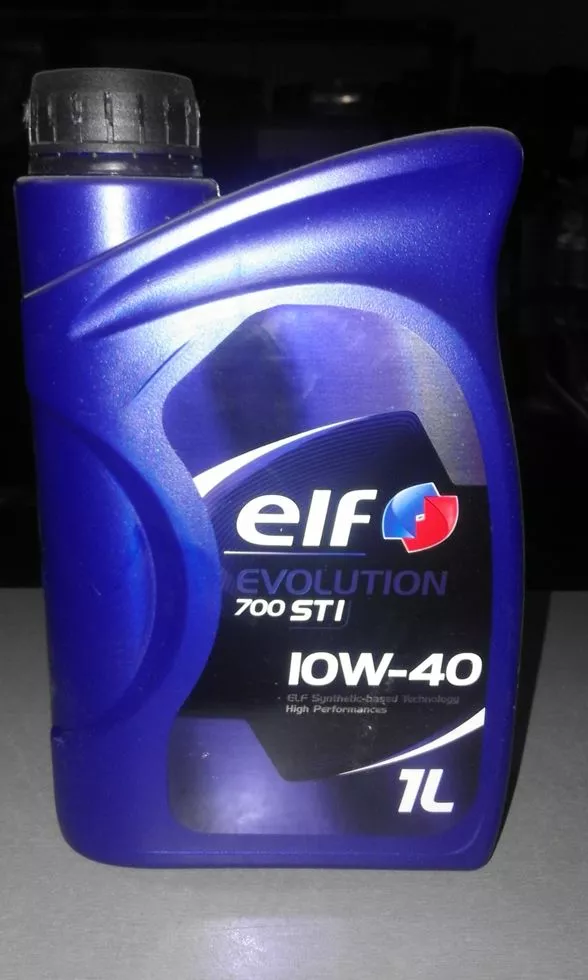 elf
EVOLUTION
700 STI
10W-40
ELF Synthetic-based Technology
High Performances
1L